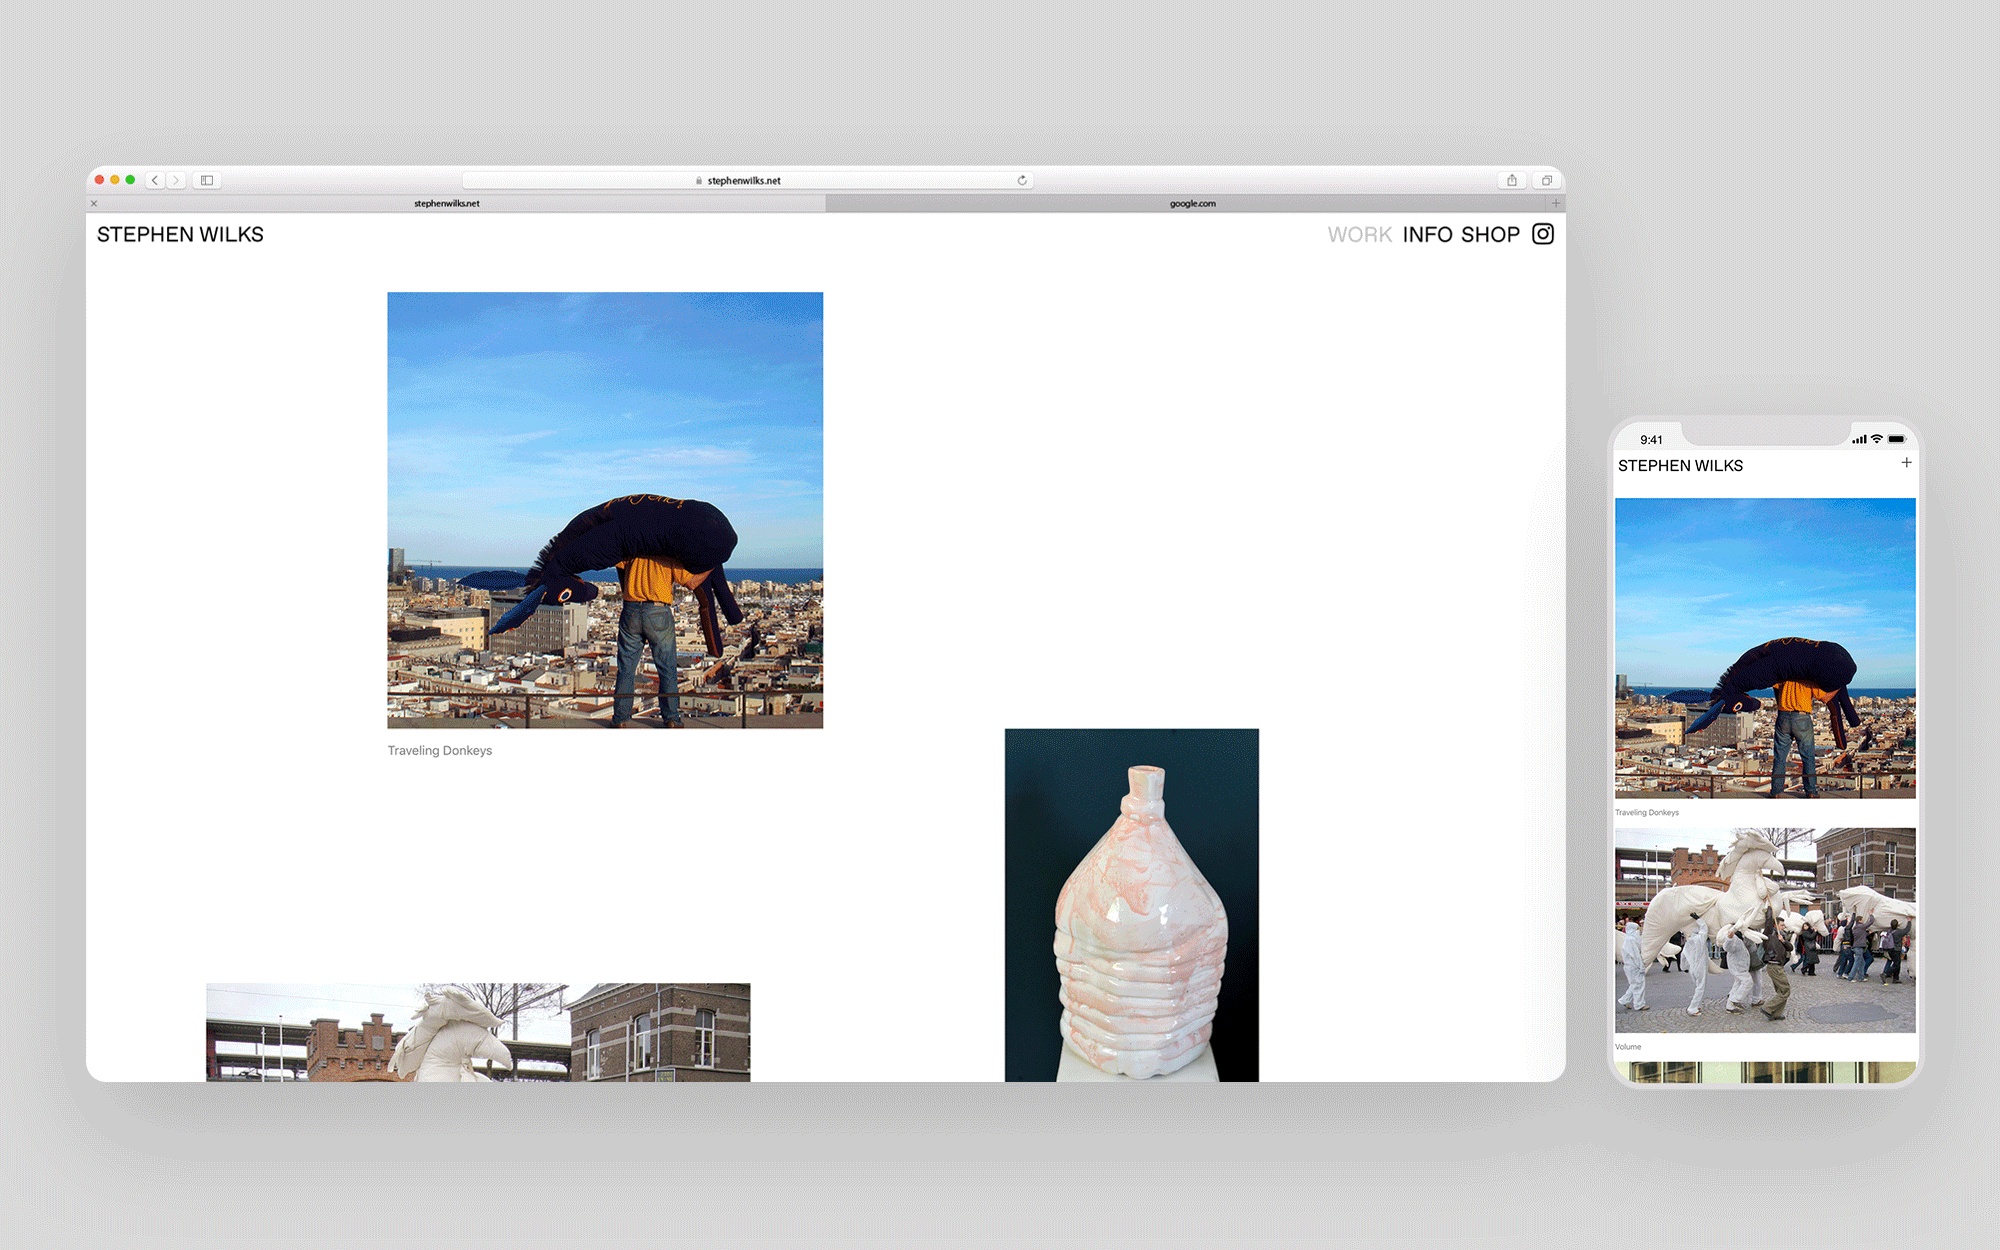 stephenwilks.net
stephenwilks.net
google.com
STEPHEN WILKS
WORK INFO SHOP
Traveling Donkeys
9:41
STEPHEN WILKS
Traveling Donkeys
Volume